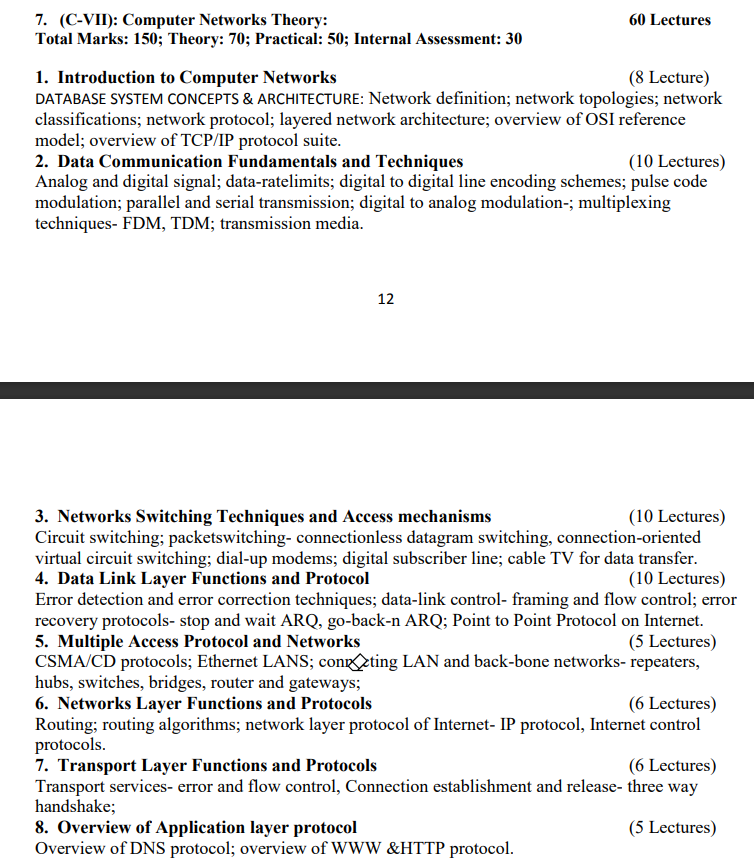 7. (C-VII): Computer Networks Theory: 60 Lectures
Total Marks: 150; Theory: 70; Practical: 50; Internal Assessment: 30
1. Introduction to Computer Networks (8 Lecture)
DATABASE SYSTEM CONCEPTS & ARCHITECTURE: Network definition; network topologies; network
classifications; network protocol; layered network architecture; overview of OSI reference
model; overview of TCP/IP protocol suite.
2. Data Communication Fundamentals and Techniques (10 Lectures)
Analog and digital signal; data-ratelimits; digital to digital line encoding schemes; pulse code
modulation; parallel and serial transmission; digital to analog modulation-; multiplexing
techniques- FDM, TDM; transmission media.
12
3. Networks Switching Techniques and Access mechanisms (10 Lectures)
Circuit switching; packetswitching- connectionless datagram switching, connection-oriented
virtual circuit switching; dial-up modems; digital subscriber line; cable TV for data transfer.
4. Data Link Layer Functions and Protocol (10 Lectures)
Error detection and error correction techniques; data-link control- framing and flow control; error
recovery protocols- stop and wait ARQ, go-back-n ARQ; Point to Point Protocol on Internet.
5. Multiple Access Protocol and Networks (5 Lectures)
CSMA/CD protocols; Ethernet LANS; connecting LAN and back-bone networks- repeaters,
hubs, switches, bridges, router and gateways;
6. Networks Layer Functions and Protocols (6 Lectures)
Routing; routing algorithms; network layer protocol of Internet- IP protocol, Internet control
protocols.
7. Transport Layer Functions and Protocols (6 Lectures)
Transport services- error and flow control, Connection establishment and release- three way
handshake;
8. Overview of Application layer protocol (5 Lectures)
Overview of DNS protocol; overview of WWW &HTTP protocol.